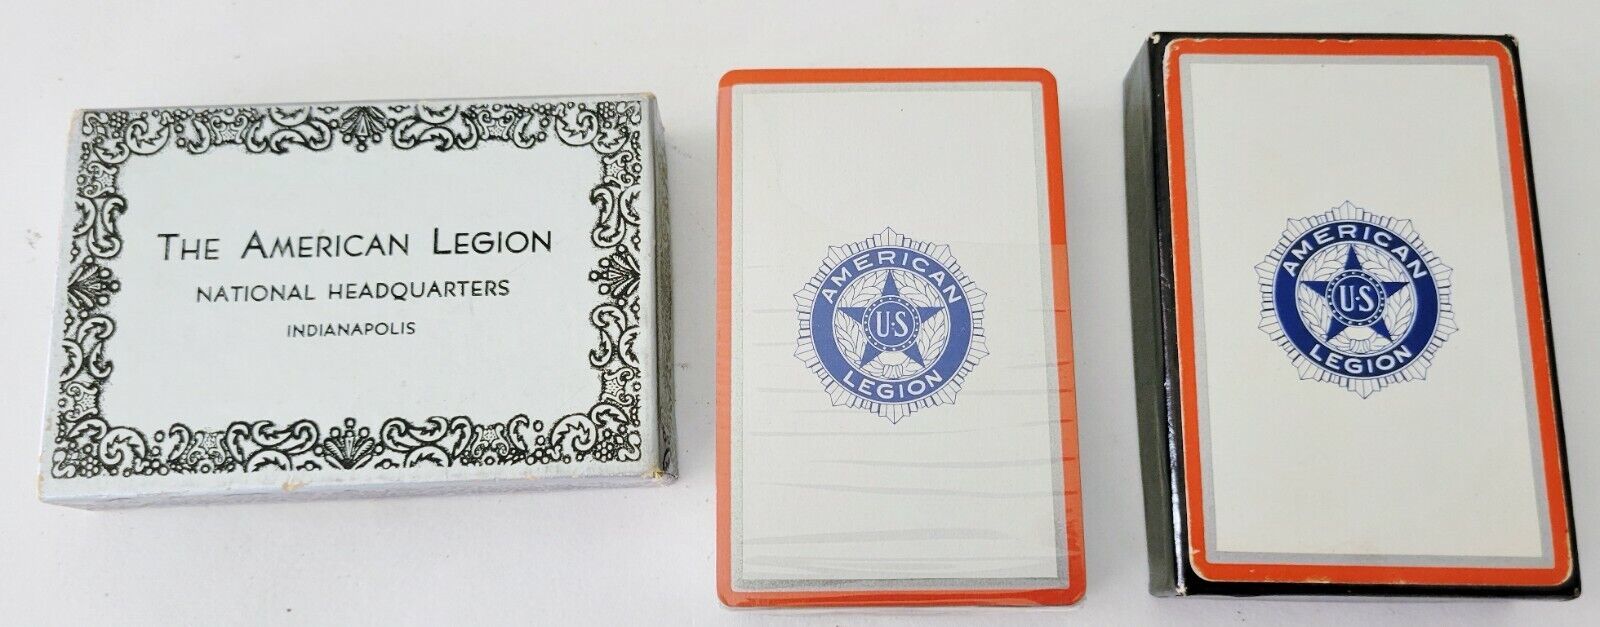 THE AMERICAN LEGION
NATIONAL HEADQUARTERS
INDIANAPOLIS
AMERICAN
U·S
LEGION
AMERICAN
U·S
LEGION